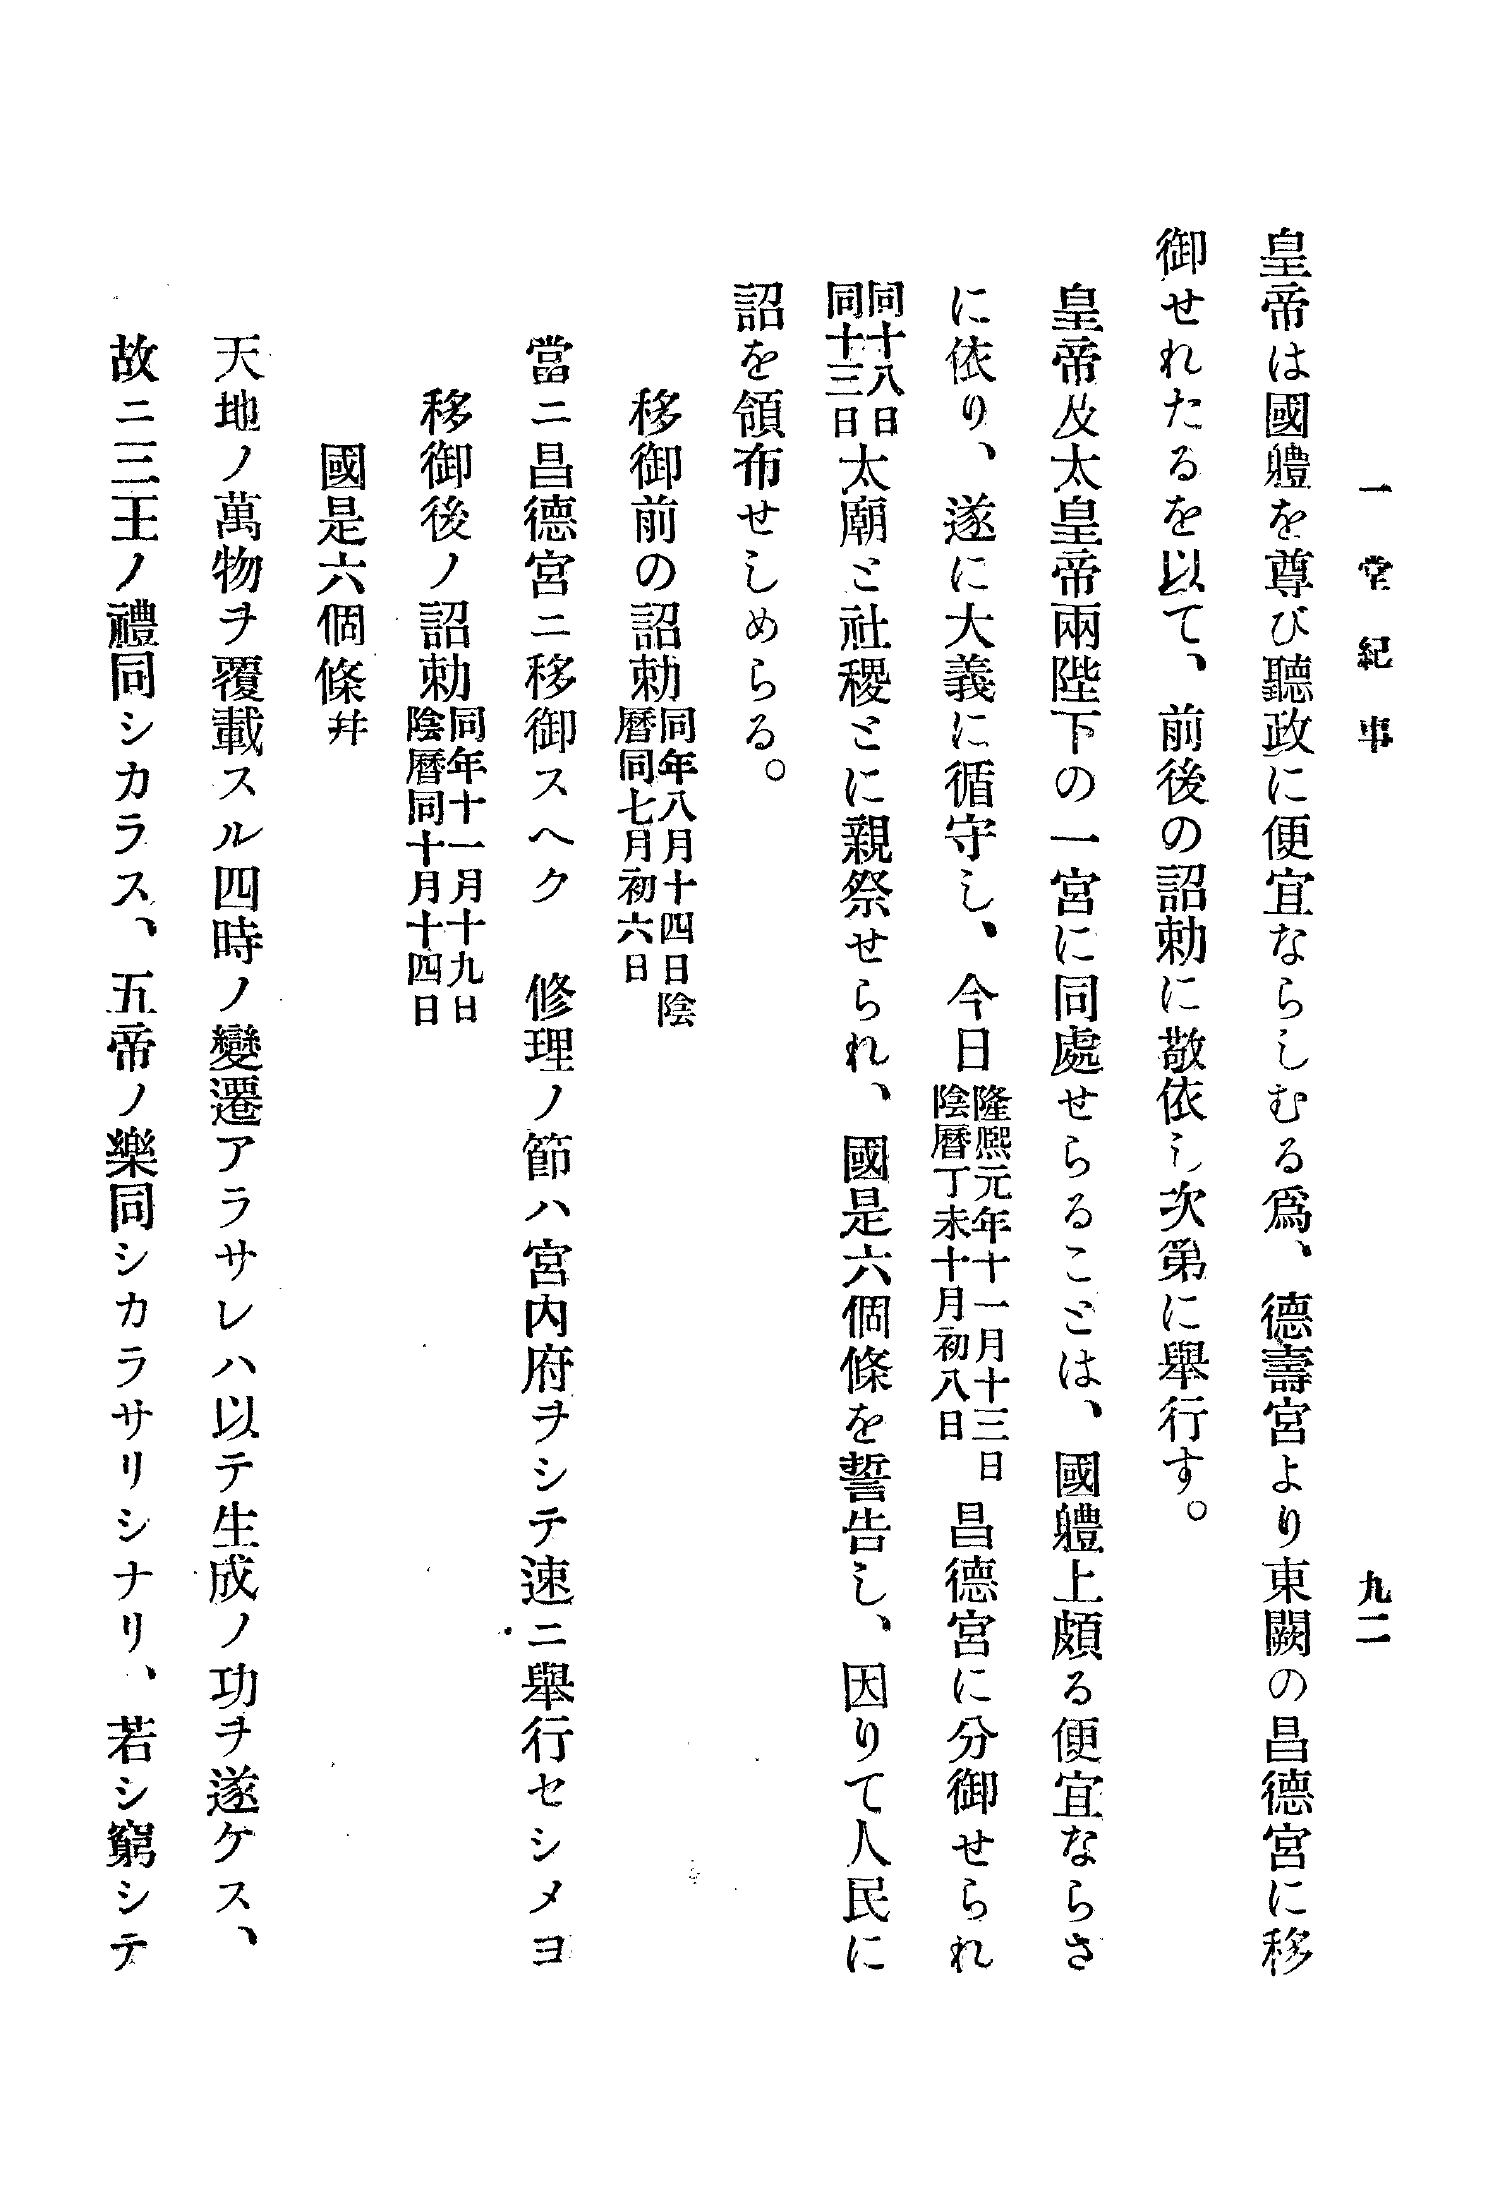 一堂紀事　九二
皇帝は國軆を尊び聽政に便宜ならしむる爲、德壽宮より東闕の昌德宮に移
御せれたるを以て、前後の詔勅に敬依し次第に舉行す。
皇帝及太皇帝兩陛下の一宮に同處せらることは、國軆上頗る便宜ならさ
に依り、遂に大義に循守し、今日隆熙元年十一月十三日陰曆丁未十月初八日昌德宮に分御せられ
同十八日同十三日太廟と社稷とに親祭せられ、國是六個條を誓告し、因りて人民に
詔を領布せしめらる。
移御前の詔勅同年八月十四日陰曆同七月初六日
當ニ昌德宮ニ移御スヘク　修理ノ節ハ宮内府ヲシテ速ニ舉行セシメヨ
移御後ノ詔勅同年十一月十九日陰曆同十月十四日
國是六個條幷
天地ノ萬物ヲ覆載スル四時ノ變遷アラサレハ以テ生成ノ功ヲ遂ケス、
故ニ三王ノ禮同シカラス、五帝ノ樂同シカラサリシナリ、若シ窮シテ